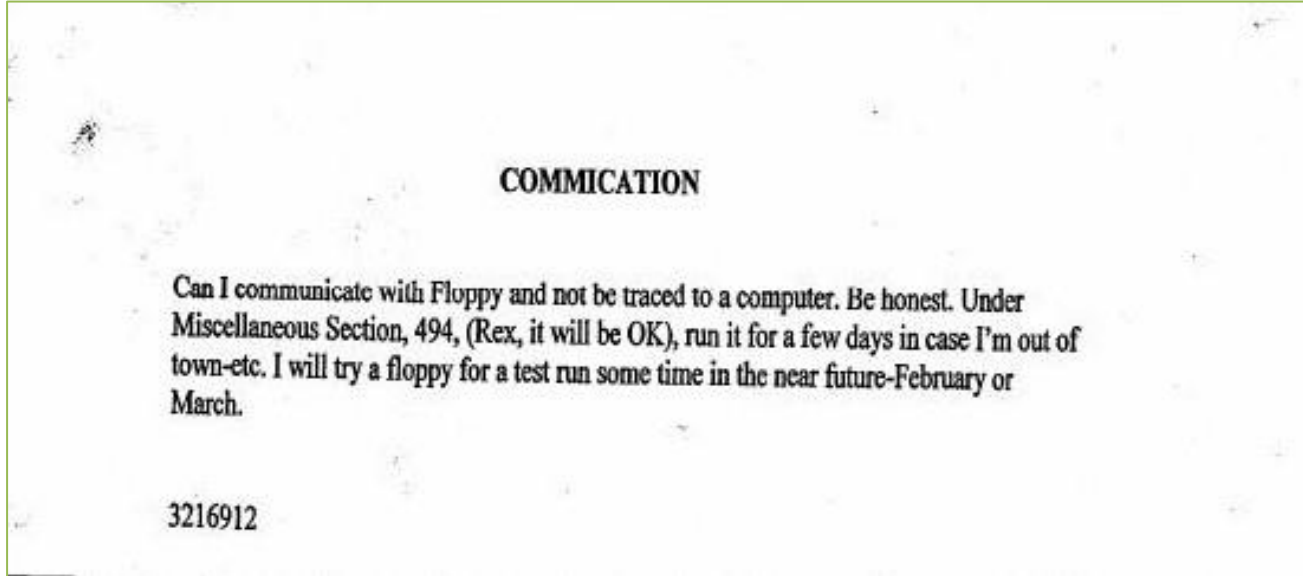 COMMICATION
Can I communicate with Floppy and not be traced to a computer. Be honest. Under
Miscellaneous Section, 494, (Rex, it will be OK), run it for a few days in case I'm out of
town-etc. I will try a floppy for a test run some time in the near future-February or
March.
3216912